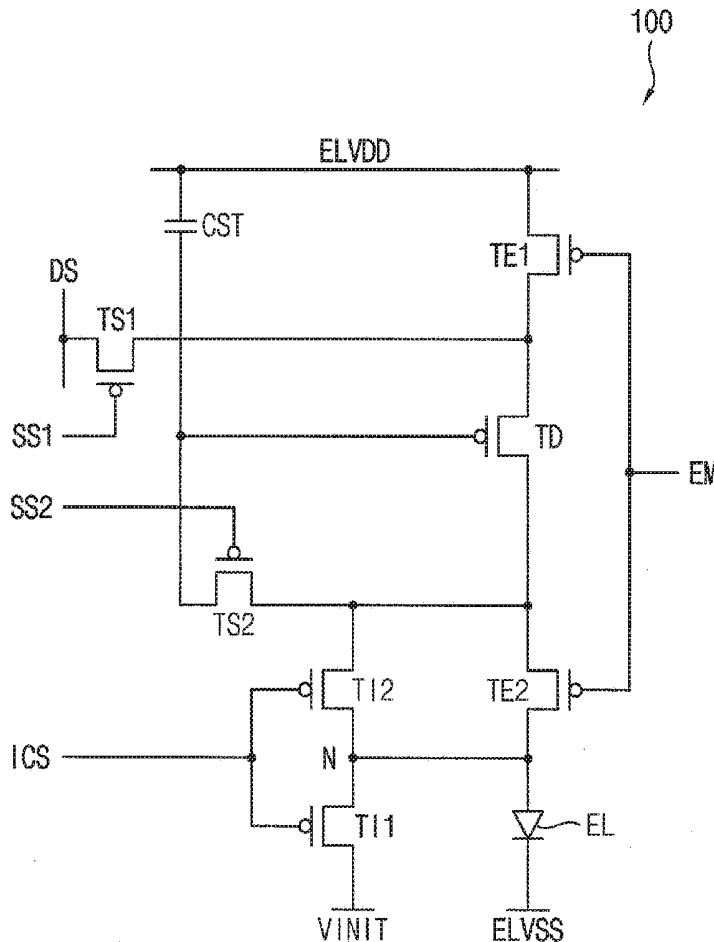 100
ELVDD
CST
TE1
DS
TS1
TD
SS1
EM
SS2
TS2
TI2
TE2
ICS
N
TI1
EL
VINIT
ELVSS